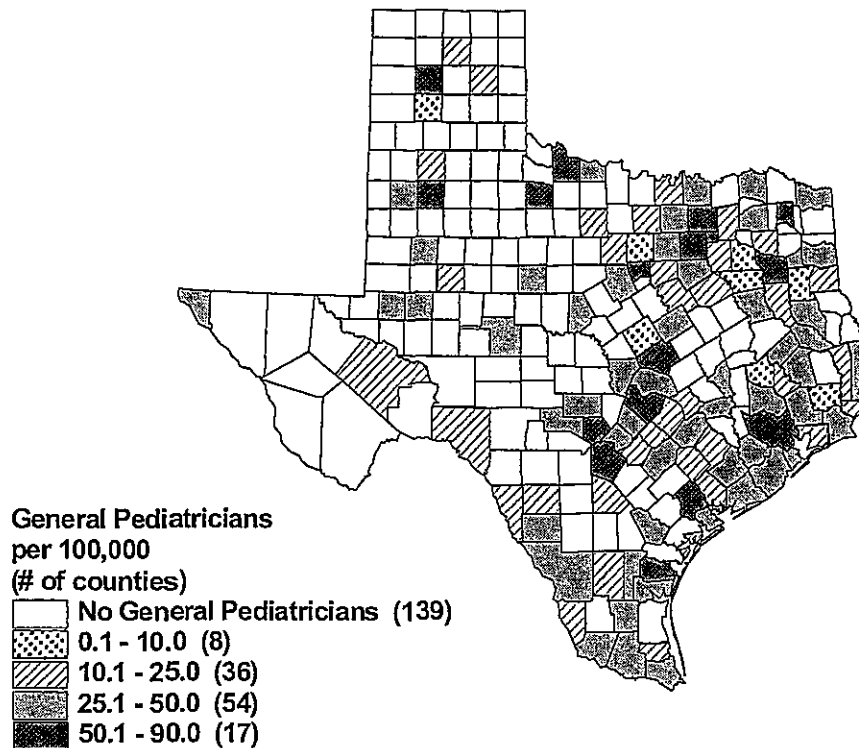 General Pediatricians
per 100,000
(# of counties)
No General Pediatricians (139)
0.1 - 10.0 (8)
10.1 - 25.0 (36)
25.1 - 50.0 (54)
50.1 - 90.0 (17)